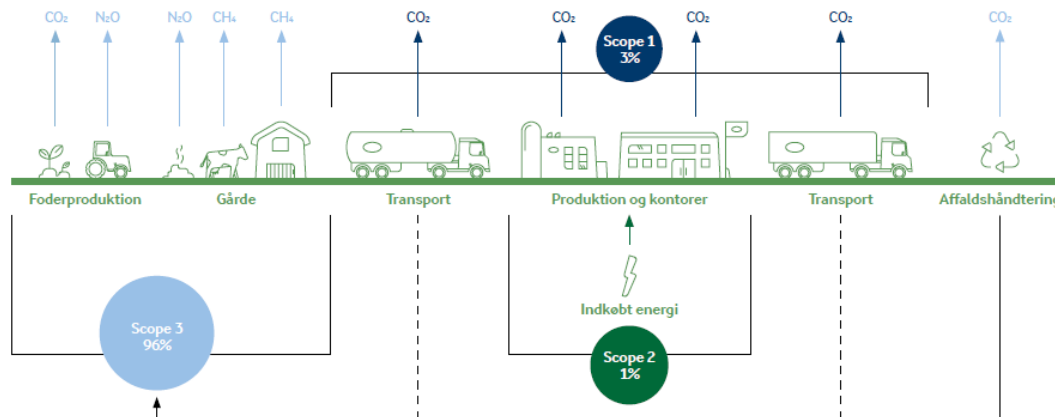 CO₂ N₂O N₂O CH₄ CH₄ CO₂ CO₂ CO₂ CO₂ CO₂
Scope 1
3%
Foderproduktion Gårde Transport Produktion og kontorer Transport Affaldshåndtering
Indkøbt energi
Scope 3
96%
Scope 2
1%